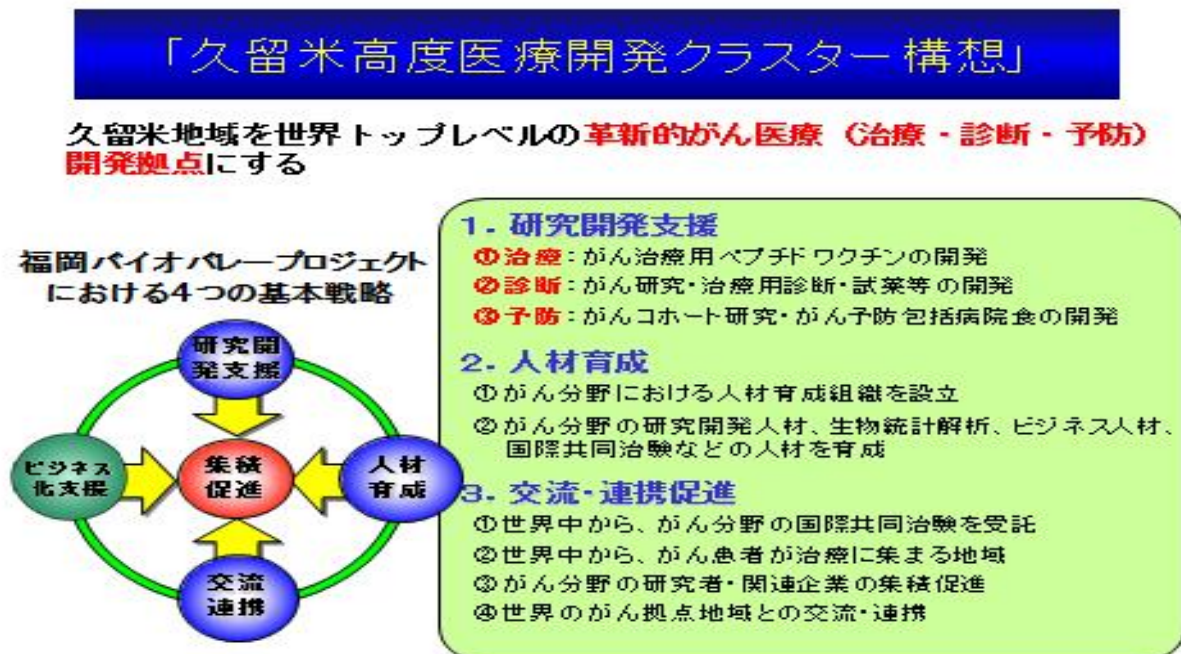 「久留米高度医療開発クラスター構想」
久留米地域を世界トップレベルの革新的がん医療（治療・診断・予防）
開発拠点にする
福岡バイオバレープロジェクト
における4つの基本戦略
研究開
発支援
ビジネス
化支援
集積
促進
人材
育成
交流
連携
1．研究開発支援
①治療：がん治療用ペプチドワクチンの開発
②診断：がん研究・治療用診断・試薬等の開発
③予防：がんコホート研究・がん予防包括病院食の開発
2．人材育成
①がん分野における人材育成組織を設立
②がん分野の研究開発人材、生物統計解析、ビジネス人材、
国際共同治験などの人材を育成
3．交流・連携促進
①世界中から、がん分野の国際共同治験を受託
②世界中から、がん患者が治療に集まる地域
③がん分野の研究者・関連企業の集積促進
④世界のがん拠点地域との交流・連携